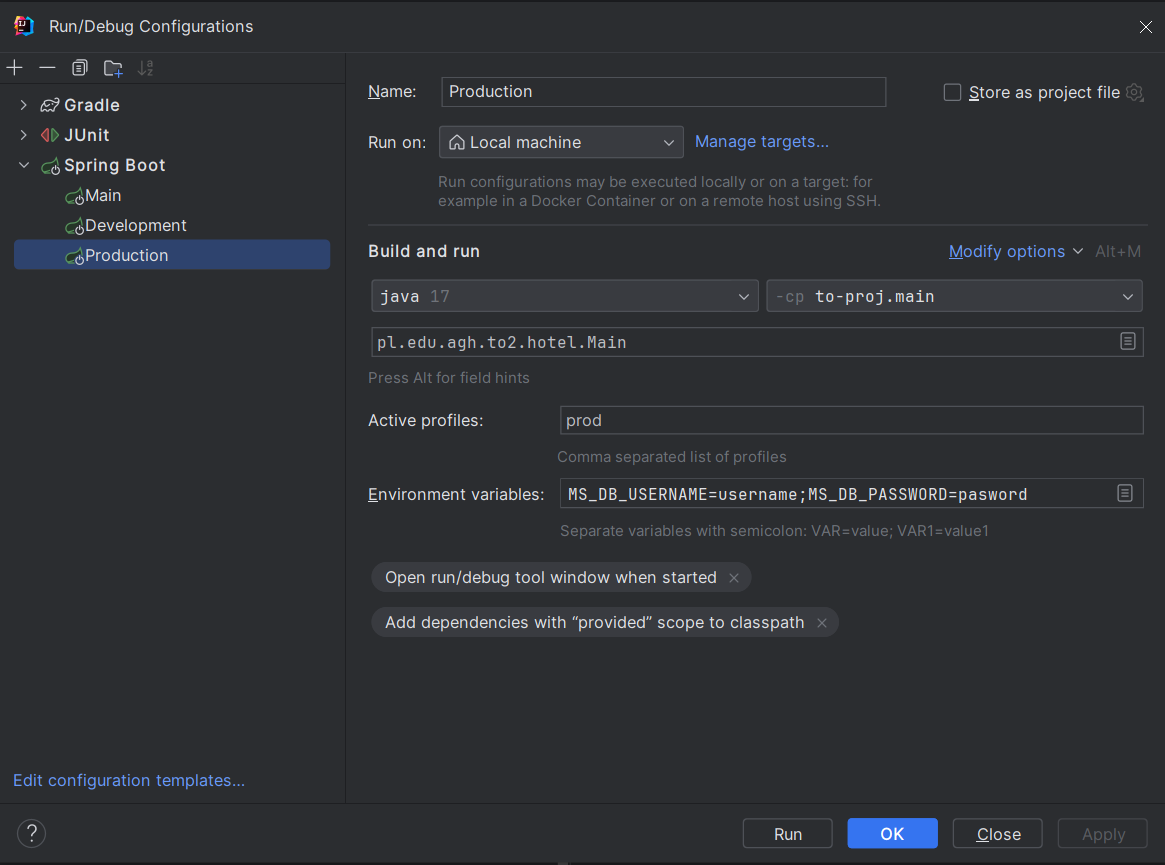 Run/Debug Configurations
Gradle
JUnit
Spring Boot
Main
Development
Production
Edit configuration templates...
Name: Production
Store as project file
Run on: Local machine Manage targets...
Run configurations may be executed locally or on a target: for
example in a Docker Container or on a remote host using SSH.
Build and run
Modify options Alt+M
java 17 -cp to-proj.main
pl.edu.agh.to2.hotel.Main
Press Alt for field hints
Active profiles: prod
Comma separated list of profiles
Environment variables: MS_DB_USERNAME=username;MS_DB_PASSWORD=pasword
Separate variables with semicolon: VAR=value; VAR1=value1
Open run/debug tool window when started
Add dependencies with “provided” scope to classpath
? Run OK Close Apply